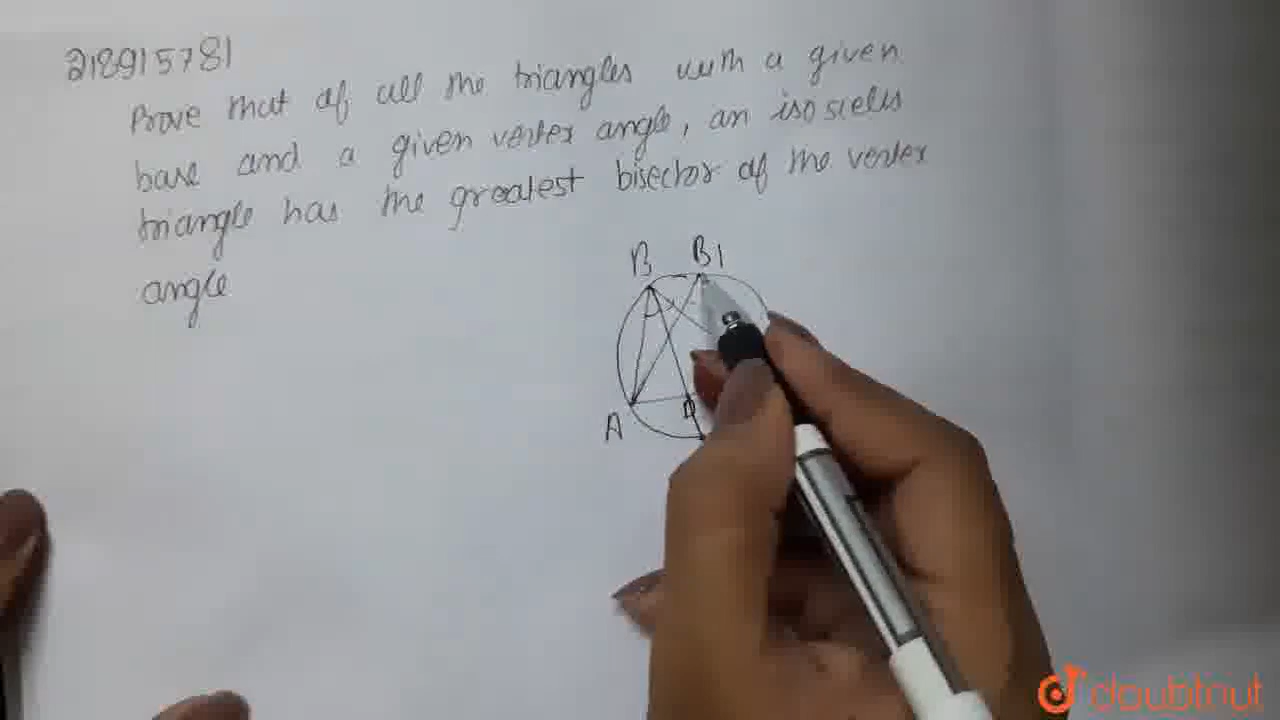 218915781
Prove that of all the triangles with a given
base and a given vertex angle, an isoscelis
triangle has the greatest bisector of the vertex
angle
B B1
A D
doubtnut